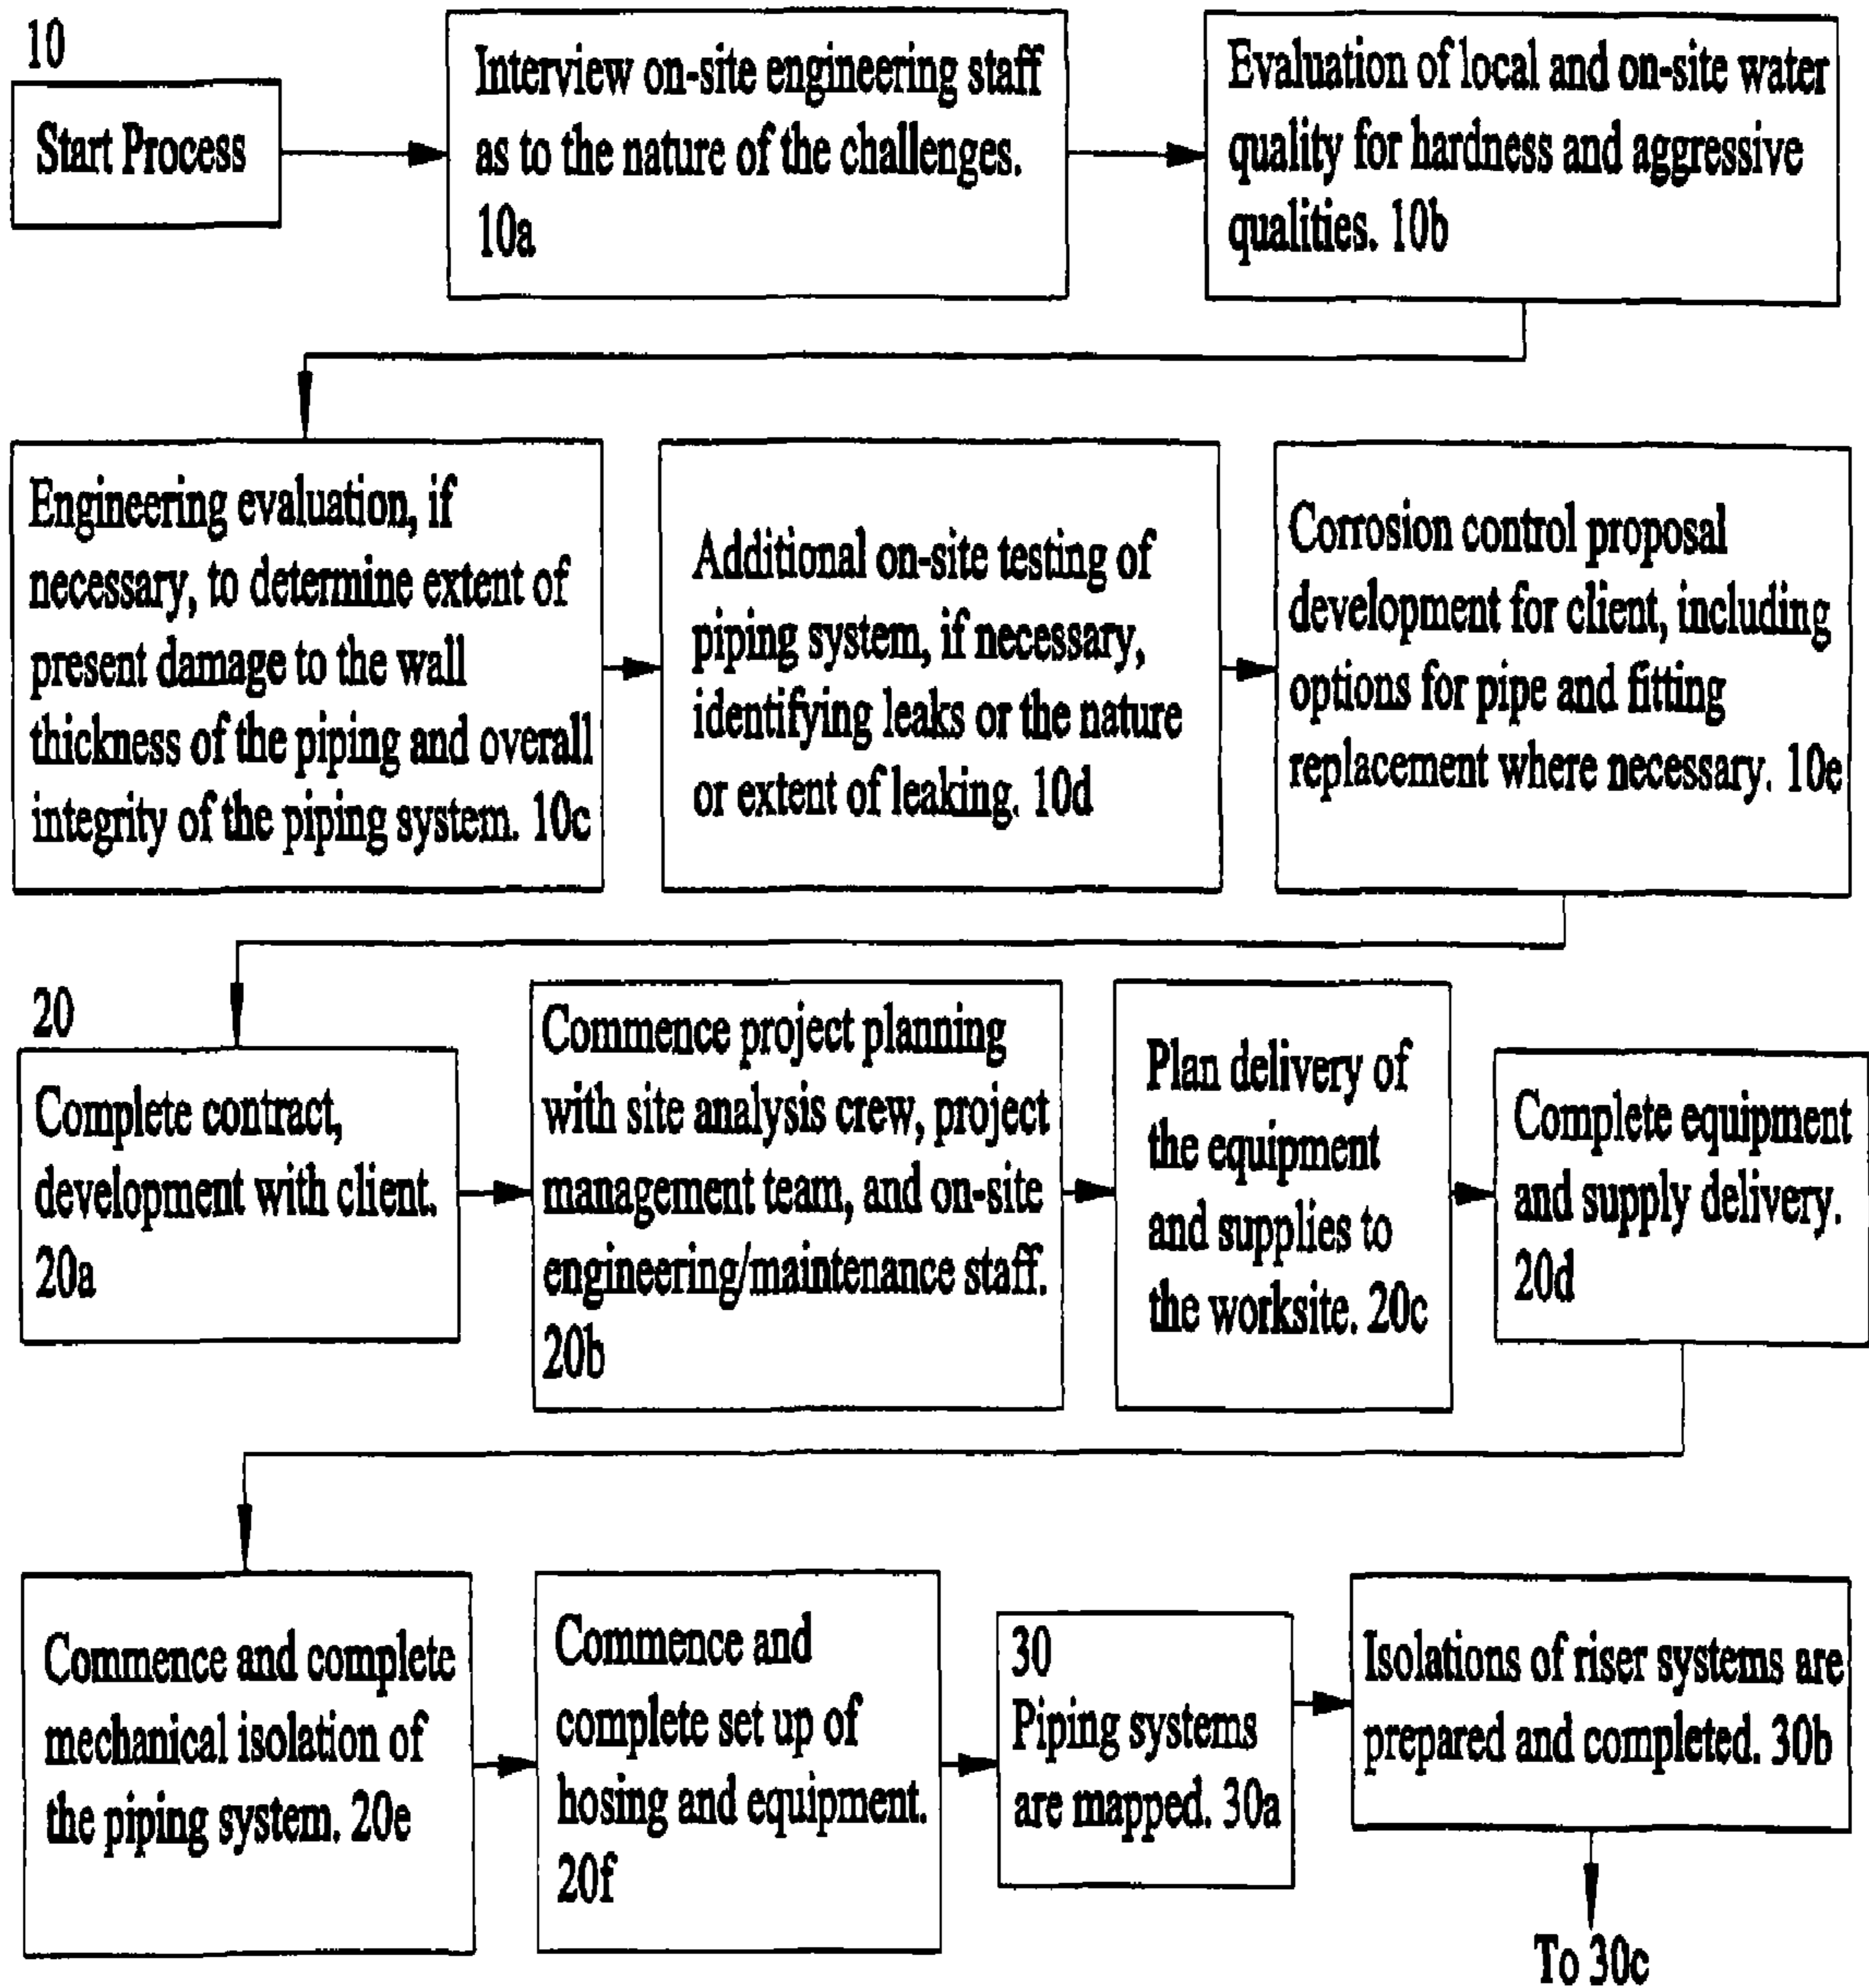 10
Start Process
Interview on-site engineering staff
as to the nature of the challenges.
10a
Evaluation of local and on-site water
quality for hardness and aggressive
qualities. 10b
Engineering evaluation, if
necessary, to determine extent of
present damage to the wall
thickness of the piping and overall
integrity of the piping system. 10c
Additional on-site testing of
piping system, if necessary,
identifying leaks or the nature
or extent of leaking. 10d
Corrosion control proposal
development for client, including
options for pipe and fitting
replacement where necessary. 10e
20
Complete contract,
development with client.
20a
Commence project planning
with site analysis crew, project
management team, and on-site
engineering/maintenance staff.
20b
Plan delivery of
the equipment
and supplies to
the worksite. 20c
Complete equipment
and supply delivery.
20d
Commence and complete
mechanical isolation of
the piping system. 20e
Commence and
complete set up of
hosing and equipment.
20f
30
Piping systems
are mapped. 30a
Isolations of riser systems are
prepared and completed. 30b
To 30c